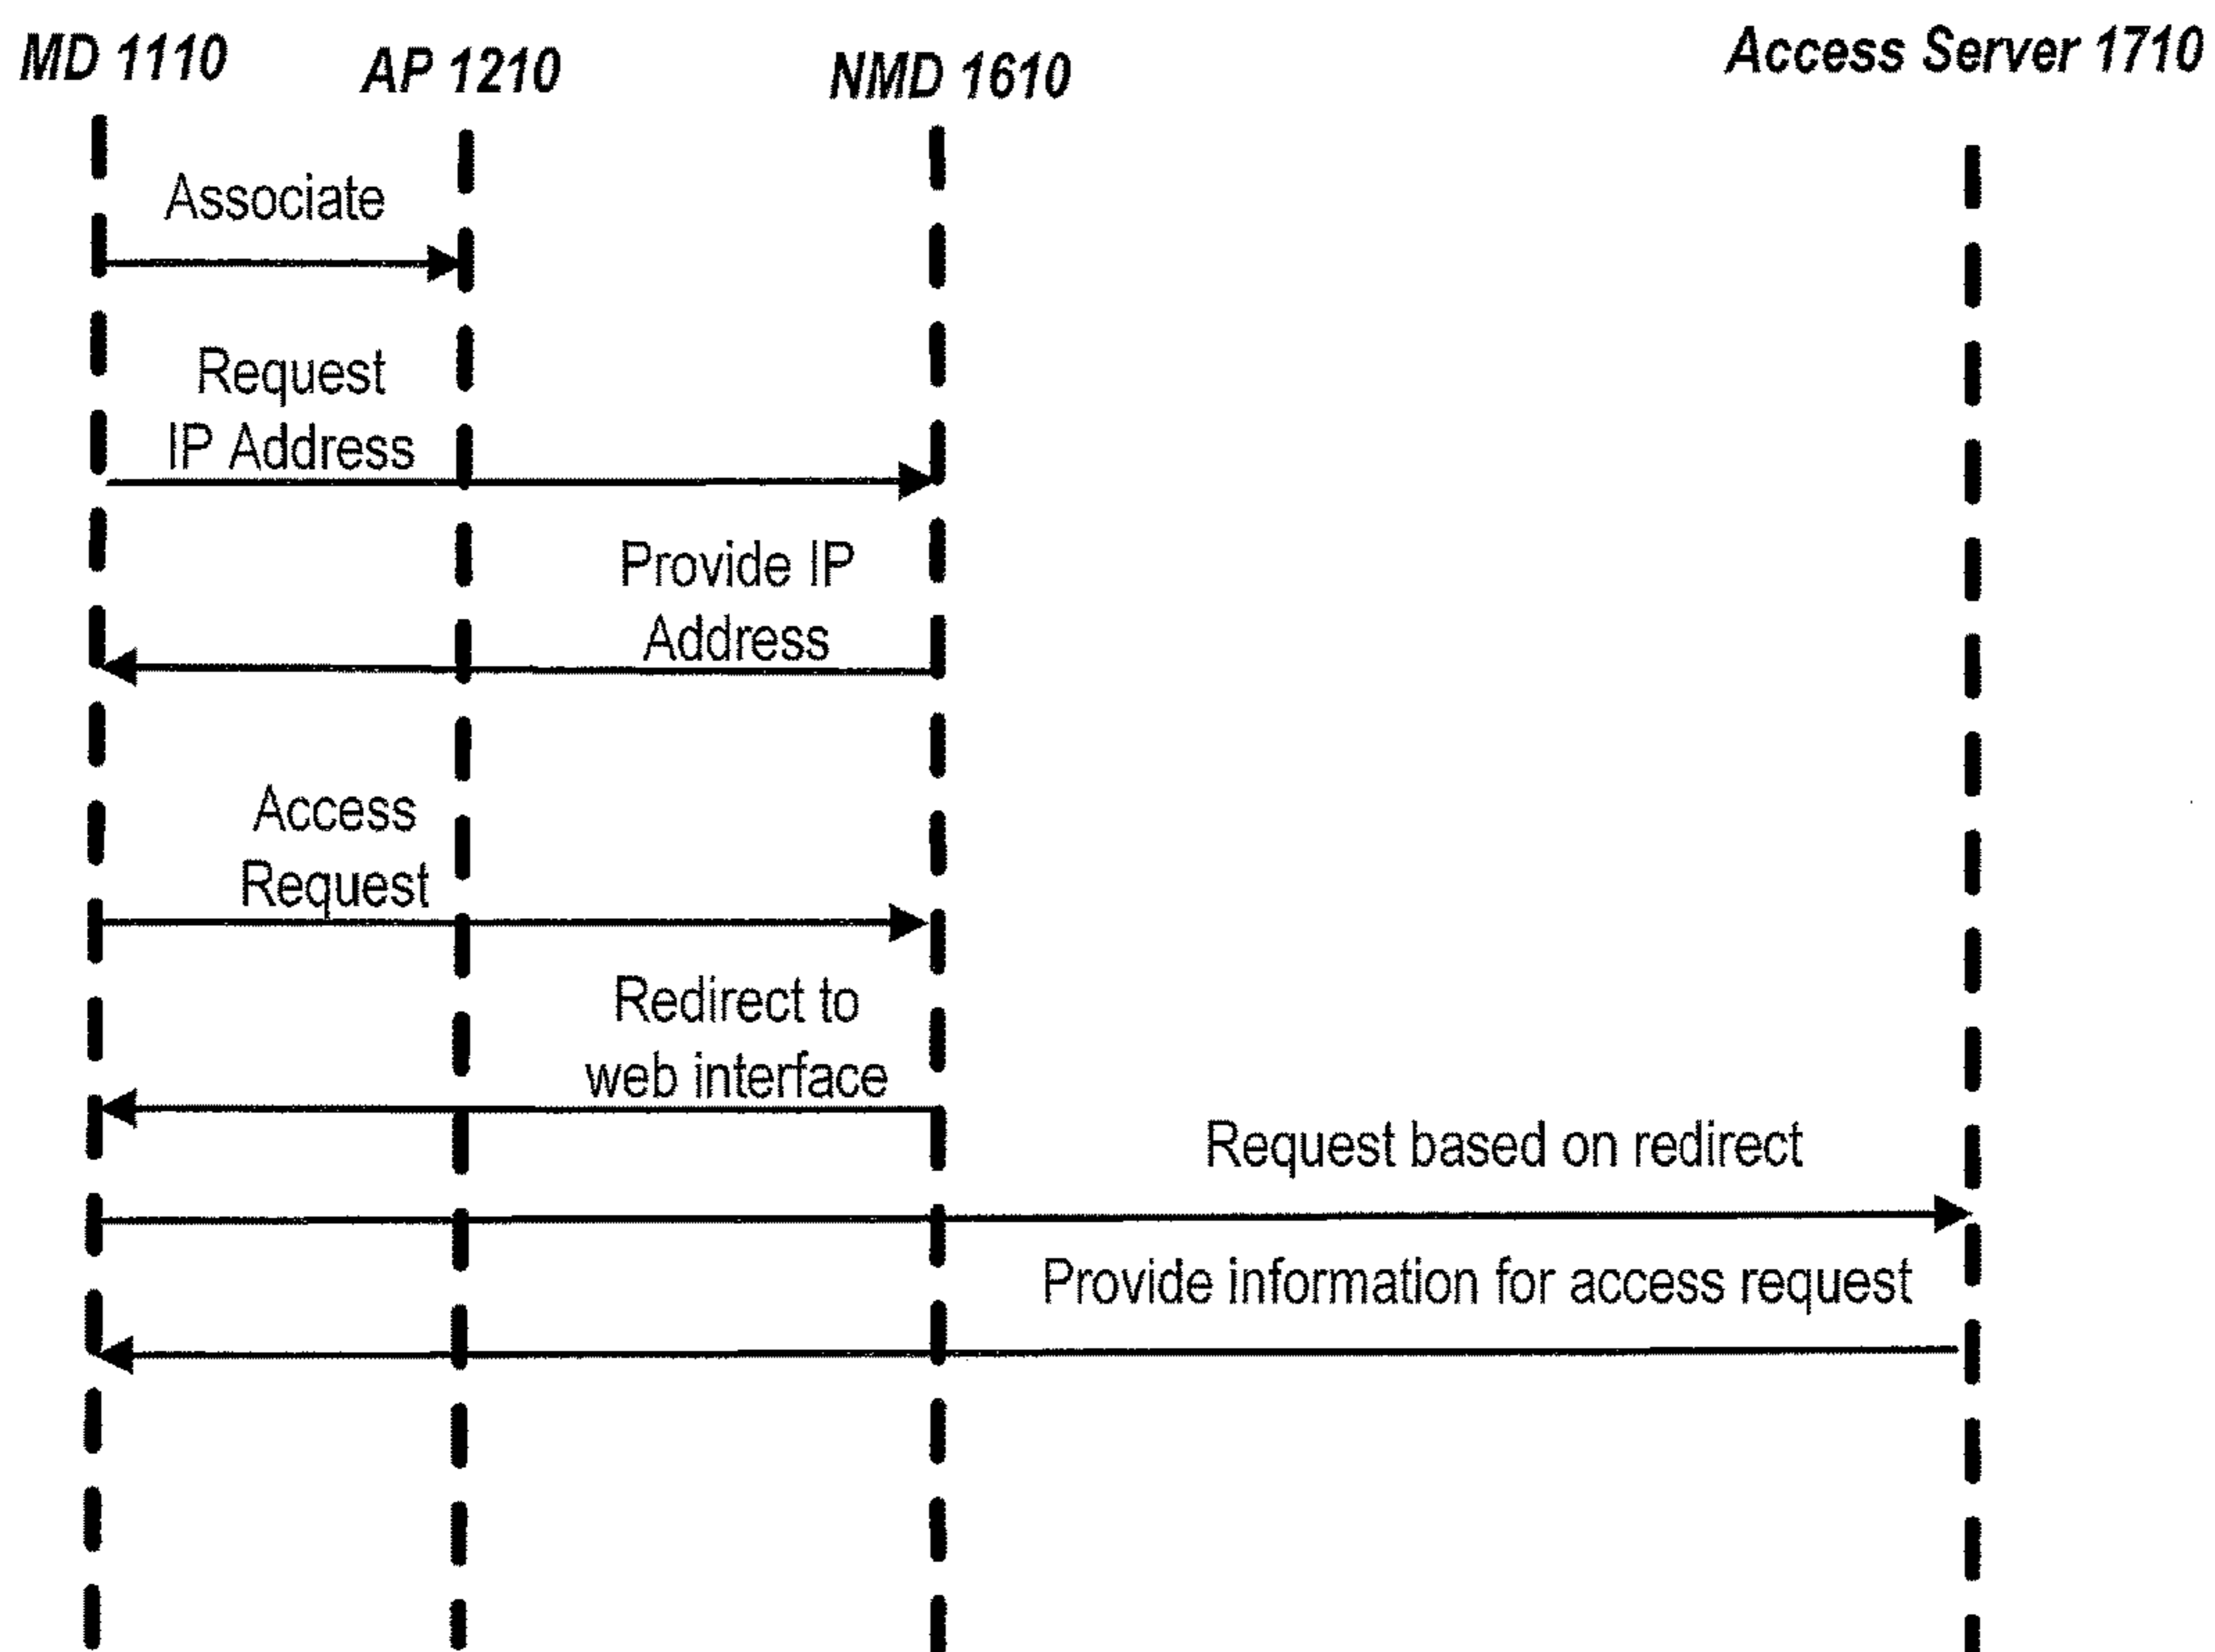 MD 1110
AP 1210
NMD 1610
Access Server 1710
Associate
Request
IP Address
Provide IP
Address
Access
Request
Redirect to
web interface
Request based on redirect
Provide information for access request